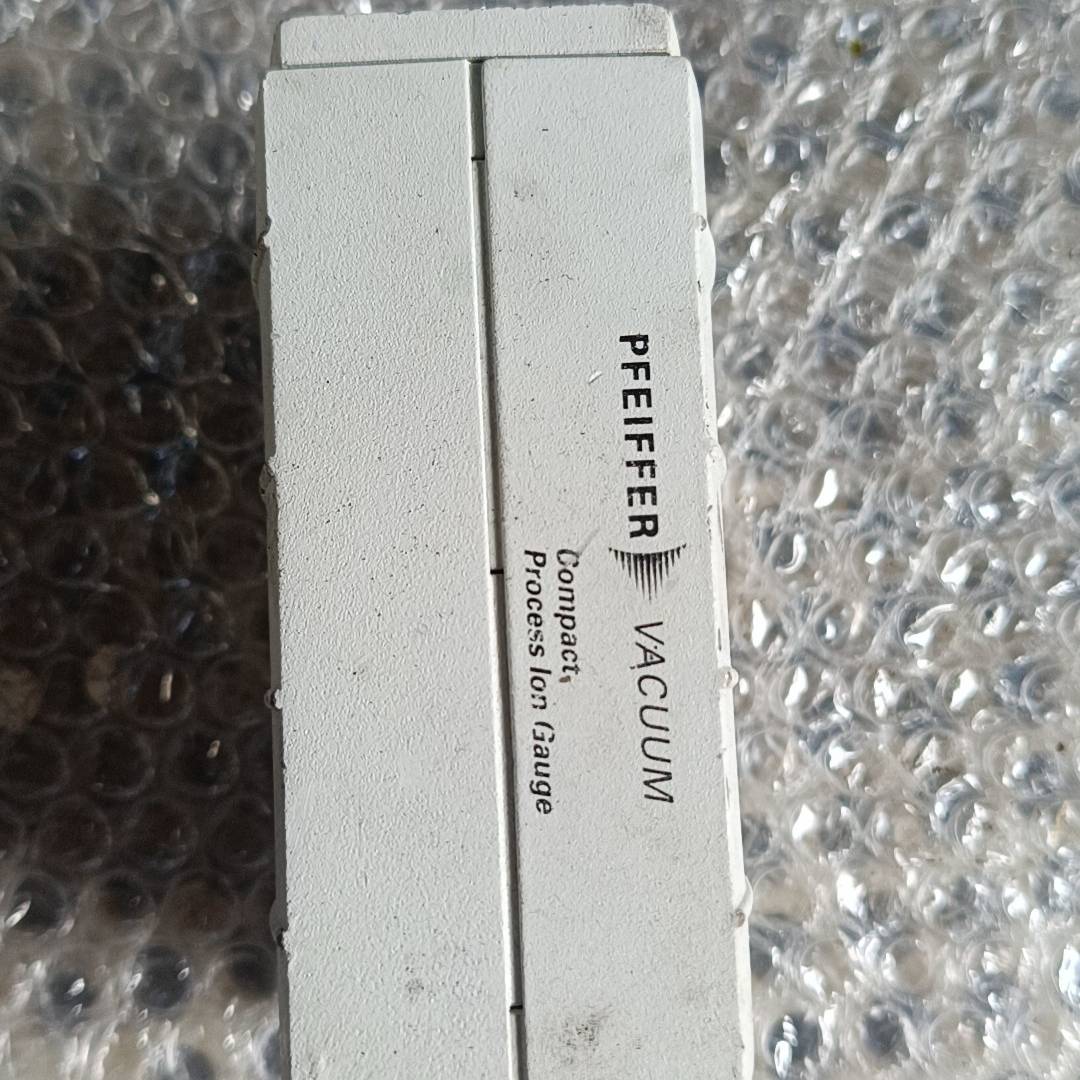 PFEIFFER VACUUM
Compact
Process Ion Gauge